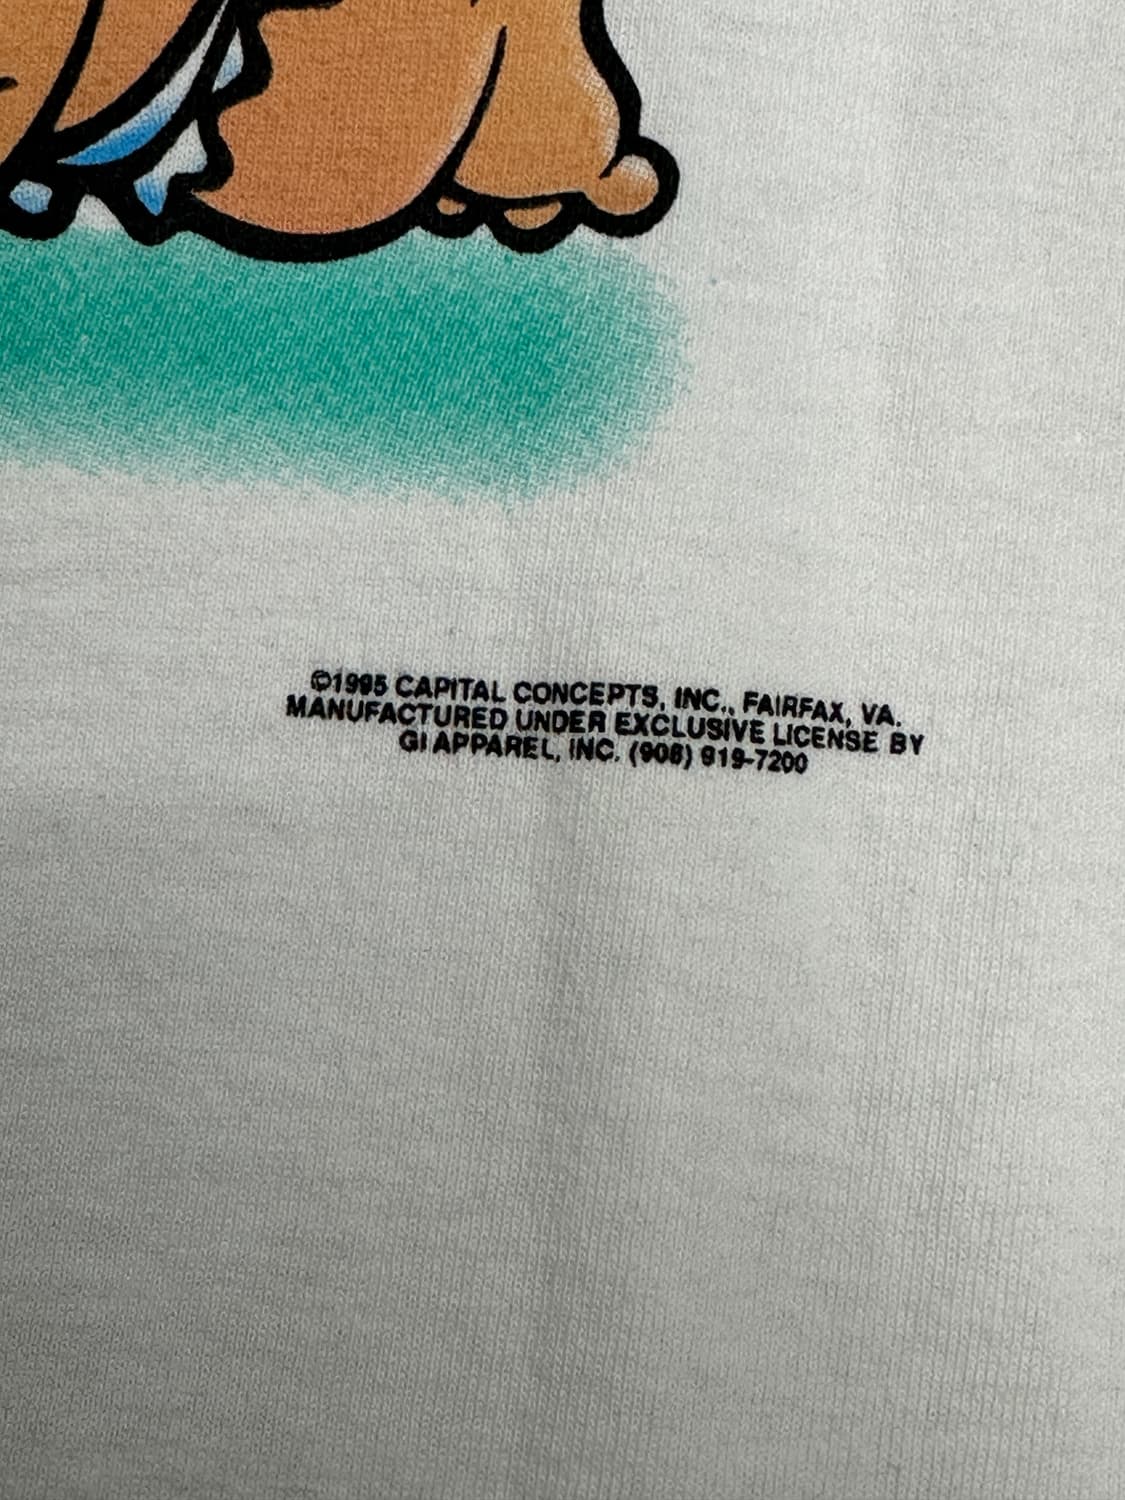 ©1995 CAPITAL CONCEPTS, INC., FAIRFAX, VA.
MANUFACTURED UNDER EXCLUSIVE LICENSE BY
GI APPAREL, INC. (908) 919-7200